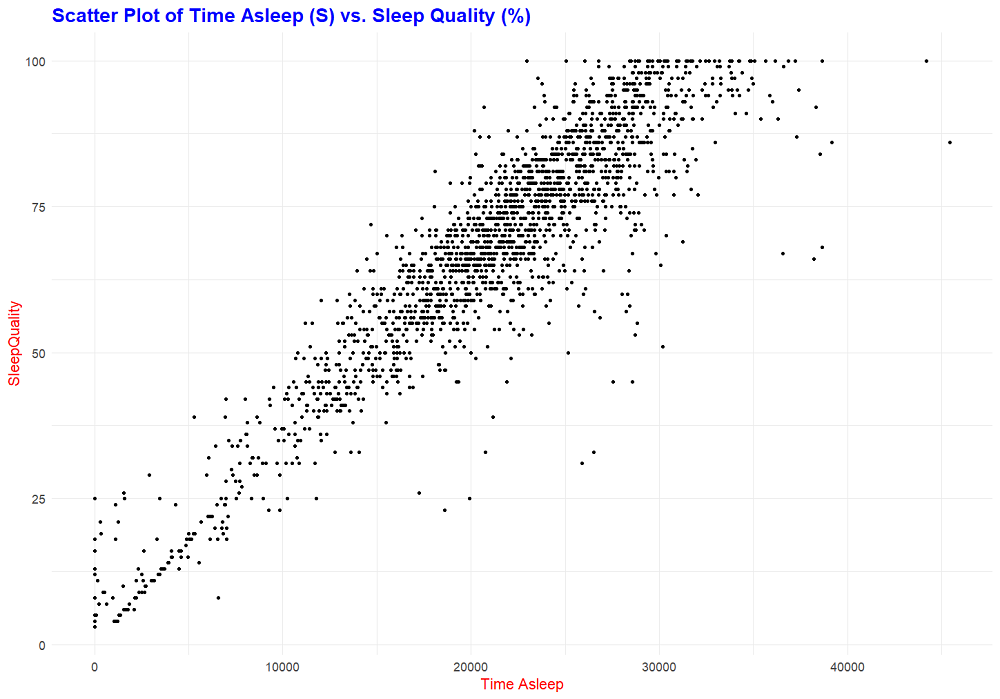 Scatter Plot of Time Asleep (S) vs. Sleep Quality (%)
100
75
50
25
0
SleepQuality
0 10000 20000 30000 40000
Time Asleep